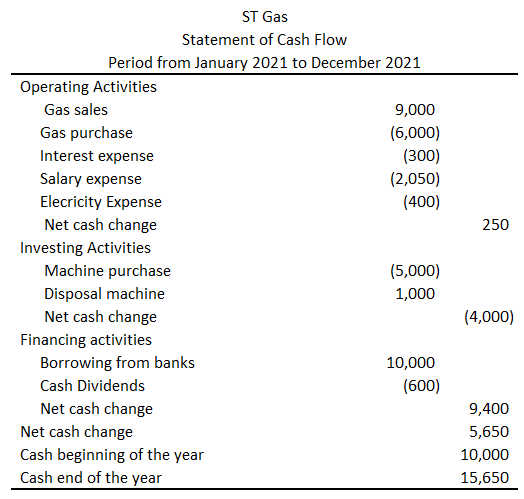 ST Gas
Statement of Cash Flow
Period from January 2021 to December 2021
Operating Activities
Gas sales 9,000
Gas purchase (6,000)
Interest expense (300)
Salary expense (2,050)
Elecricity Expense (400)
Net cash change 250
Investing Activities
Machine purchase (5,000)
Disposal machine 1,000
Net cash change (4,000)
Financing activities
Borrowing from banks 10,000
Cash Dividends (600)
Net cash change 9,400
Net cash change 5,650
Cash beginning of the year 10,000
Cash end of the year 15,650